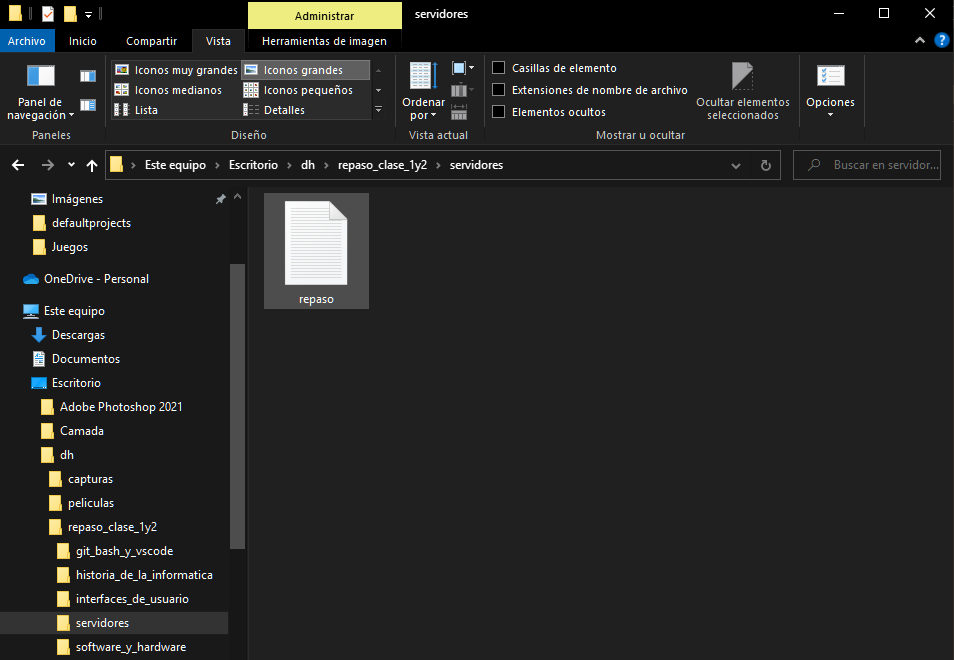 Administrar
servidores
Archivo
Inicio
Compartir
Vista
Herramientas de imagen
?
Panel de
navegación
Paneles
Iconos muy grandes
Iconos grandes
Iconos medianos
Iconos pequeños
Lista
Detalles
Diseño
Ordenar
por
Vista actual
Casillas de elemento
Extensiones de nombre de archivo
Elementos ocultos
Ocultar elementos
seleccionados
Mostrar u ocultar
Opciones
Este equipo > Escritorio > dh > repaso_clase_1y2 > servidores
Buscar en servidor...
Imágenes
defaultprojects
Juegos
OneDrive - Personal
Este equipo
Descargas
Documentos
Escritorio
Adobe Photoshop 2021
Camada
dh
capturas
peliculas
repaso_clase_1y2
git_bash_y_vscode
historia_de_la_informatica
interfaces_de_usuario
servidores
software_y_hardware
repaso